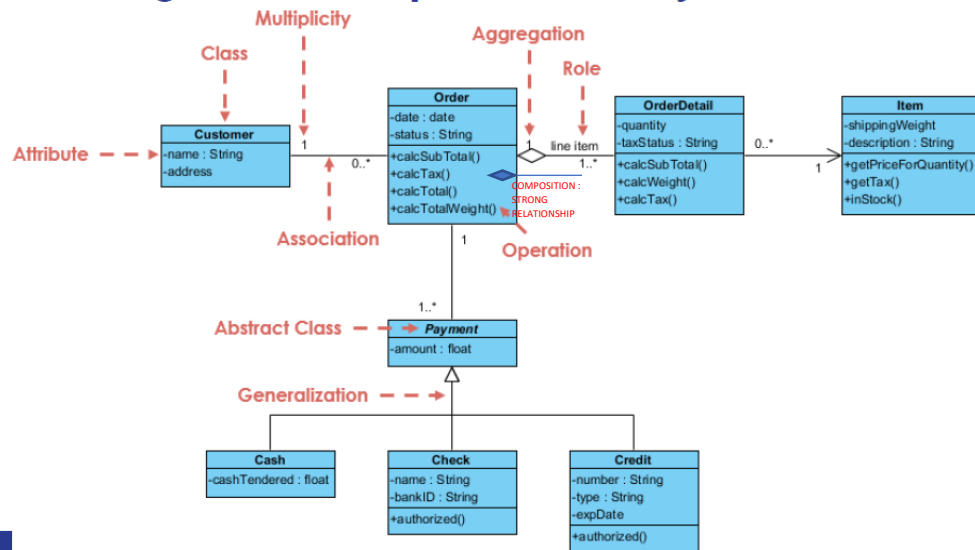 Multiplicity
Aggregation
Class
Role
Order
-date : date
-status : String
+calcSubTotal()
+calcTax()
+calcTotal()
+calcTotalWeight()
OrderDetail
-quantity
-taxStatus : String
+calcSubTotal()
+calcWeight()
+calcTax()
Item
-shippingWeight
-description : String
+getPriceForQuantity()
+getTax()
+inStock()
Customer
-name : String
-address
Attribute
1
0..*
1
line item
1..*
0..*
1
COMPOSITION :
STRONG
RELATIONSHIP
Association
Operation
1
1..*
Abstract Class
Payment
-amount : float
Generalization
Cash
-cashTendered : float
Check
-name : String
-bankID : String
+authorized()
Credit
-number : String
-type : String
-expDate
+authorized()